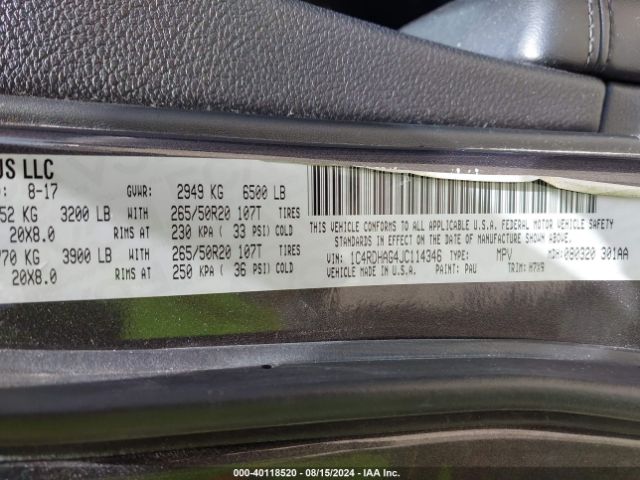 US LLC
: 8-17 GVWR: 2949 KG 6500 LB
52 KG 3200 LB WITH 265/50R20 107T TIRES
20X8.0 RIMS AT 230 KPA ( 33 PSI) COLD
70 KG 3900 LB WITH 265/50R20 107T TIRES
20X8.0 RIMS AT 250 KPA ( 36 PSI) COLD
THIS VEHICLE CONFORMS TO ALL APPLICABLE U.S.A. FEDERAL MOTOR VEHICLE SAFETY
STANDARDS IN EFFECT ON THE DATE OF MANUFACTURE SHOWN ABOVE.
VIN: 1C4RDHAG4JC114346 TYPE: MPV MDH: 080320 301AA
VEHICLE MADE IN U.S.A. PAINT: PAU TRIM: H7X9
000-40118520 - 08/15/2024 - IAA Inc.